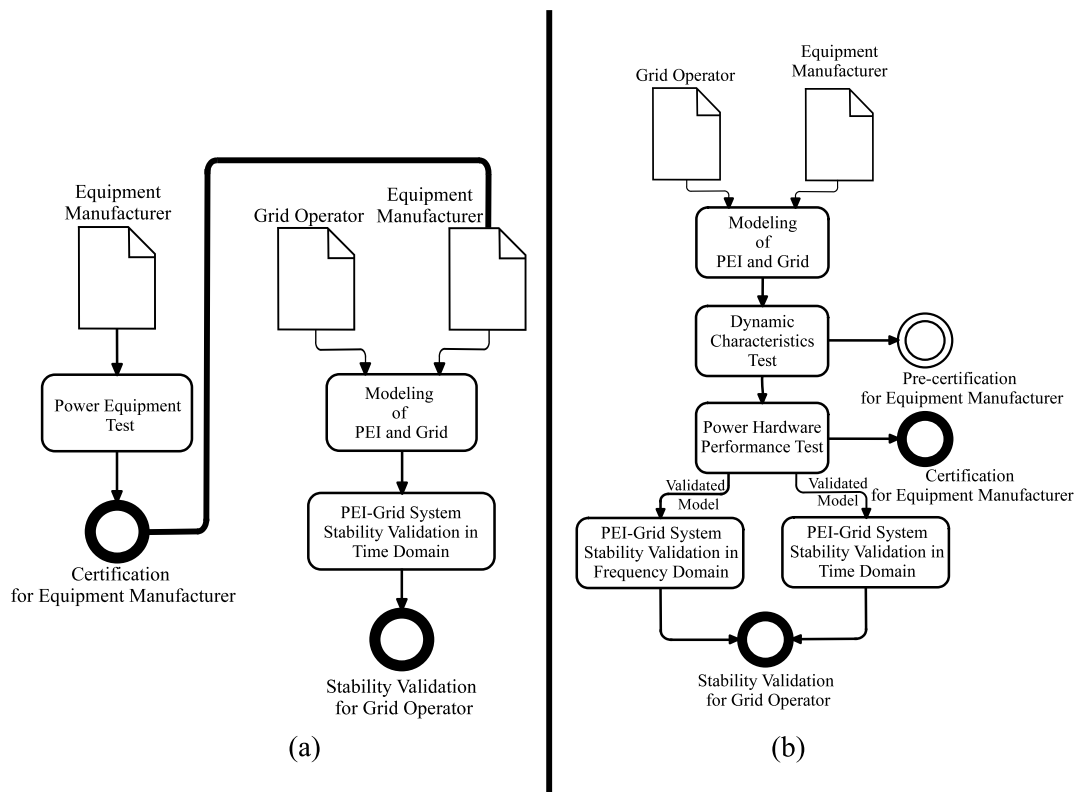 Equipment
Manufacturer
Power Equipment
Test
Certification
for Equipment Manufacturer
Grid Operator
Equipment
Manufacturer
Modeling
of
PEI and Grid
PEI-Grid System
Stability Validation in
Time Domain
Stability Validation
for Grid Operator
(a)
Grid Operator
Equipment
Manufacturer
Modeling
of
PEI and Grid
Dynamic
Characteristics
Test
Pre-certification
for Equipment Manufacturer
Power Hardware
Performance Test
Certification
for Equipment Manufacturer
Validated
Model
Validated
Model
PEI-Grid System
Stability Validation in
Frequency Domain
PEI-Grid System
Stability Validation in
Time Domain
Stability Validation
for Grid Operator
(b)